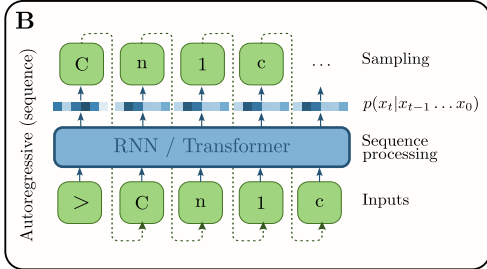 B
Autoregressive (sequence)
C n 1 c ... Sampling
p(x_t|x_{t-1} ... x_0)
RNN / Transformer
Sequence
processing
> C n 1 c Inputs